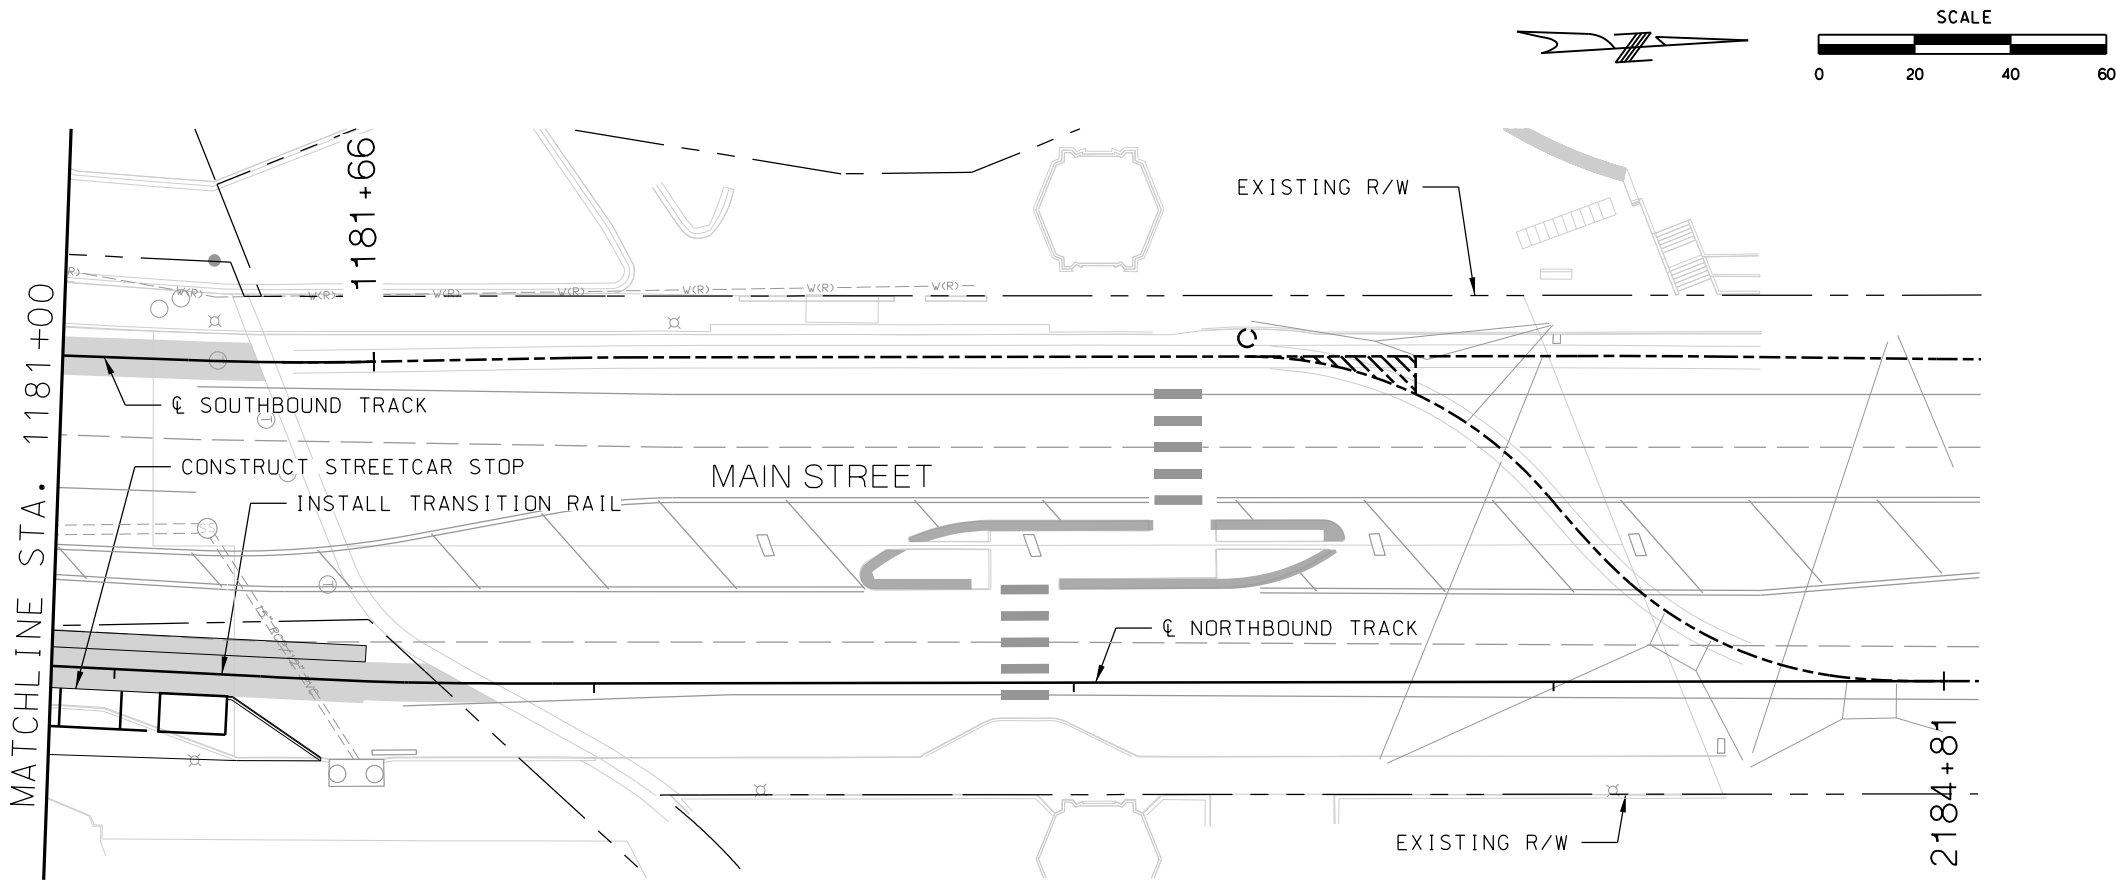 SCALE
0 20 40 60
EXISTING R/W
1181+66
W(R) W(R) W(R) W(R) W(R) W(R)
R)
MATCHLINE STA. 1181+00
℄ SOUTHBOUND TRACK
T
T
CONSTRUCT STREETCAR STOP
MAIN STREET
INSTALL TRANSITION RAIL
SS
T
℄ NORTHBOUND TRACK
2184+81
EXISTING R/W